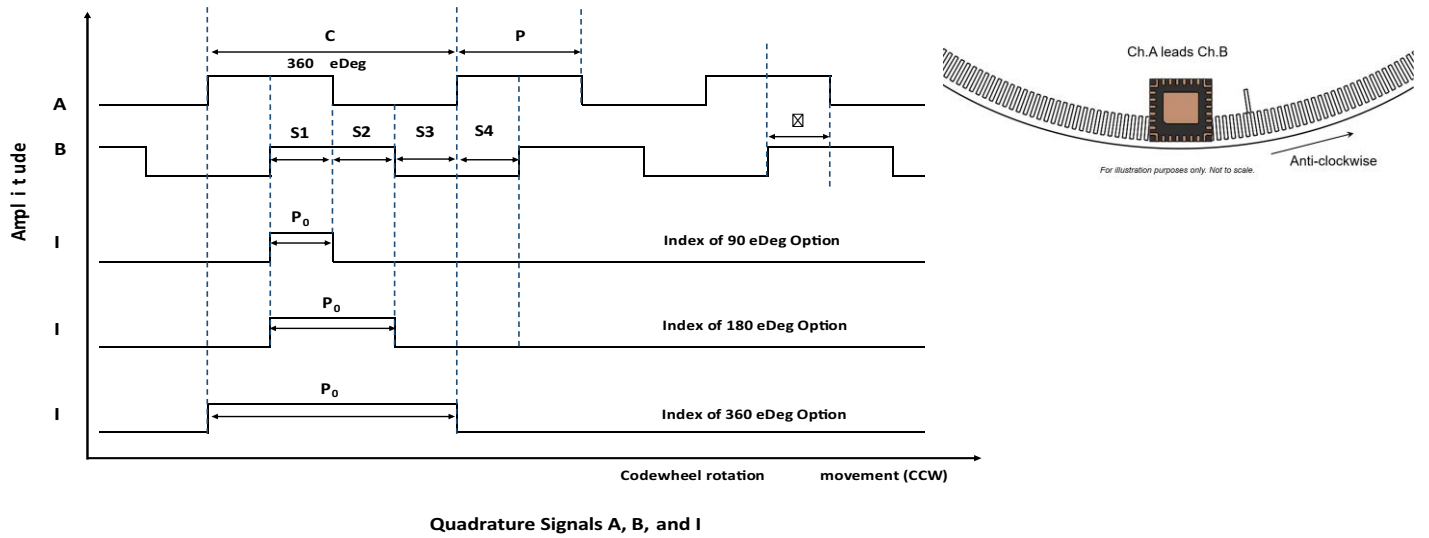 C
P
360 eDeg
A
S1 S2 S3 S4
B
P0
I
Index of 90 eDeg Option
P0
I
Index of 180 eDeg Option
P0
I
Index of 360 eDeg Option
Amplitude
Codewheel rotation movement (CCW)
Quadrature Signals A, B, and I
Ch.A leads Ch.B
Anti-clockwise
For illustration purposes only. Not to scale.